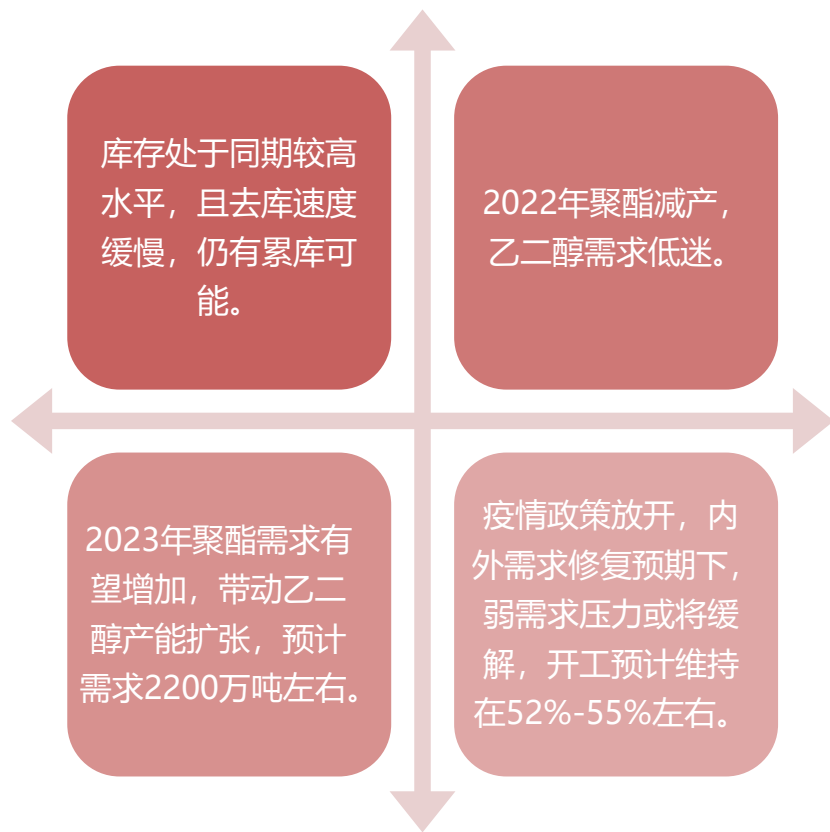 库存处于同期较高
水平，且去库速度
缓慢，仍有累库可
能。
2022年聚酯减产，
乙二醇需求低迷。
2023年聚酯需求有
望增加，带动乙二
醇产能扩张，预计
需求2200万吨左右。
疫情政策放开，内
外需求修复预期下，
弱需求压力或将缓
解，开工预计维持
在52%-55%左右。